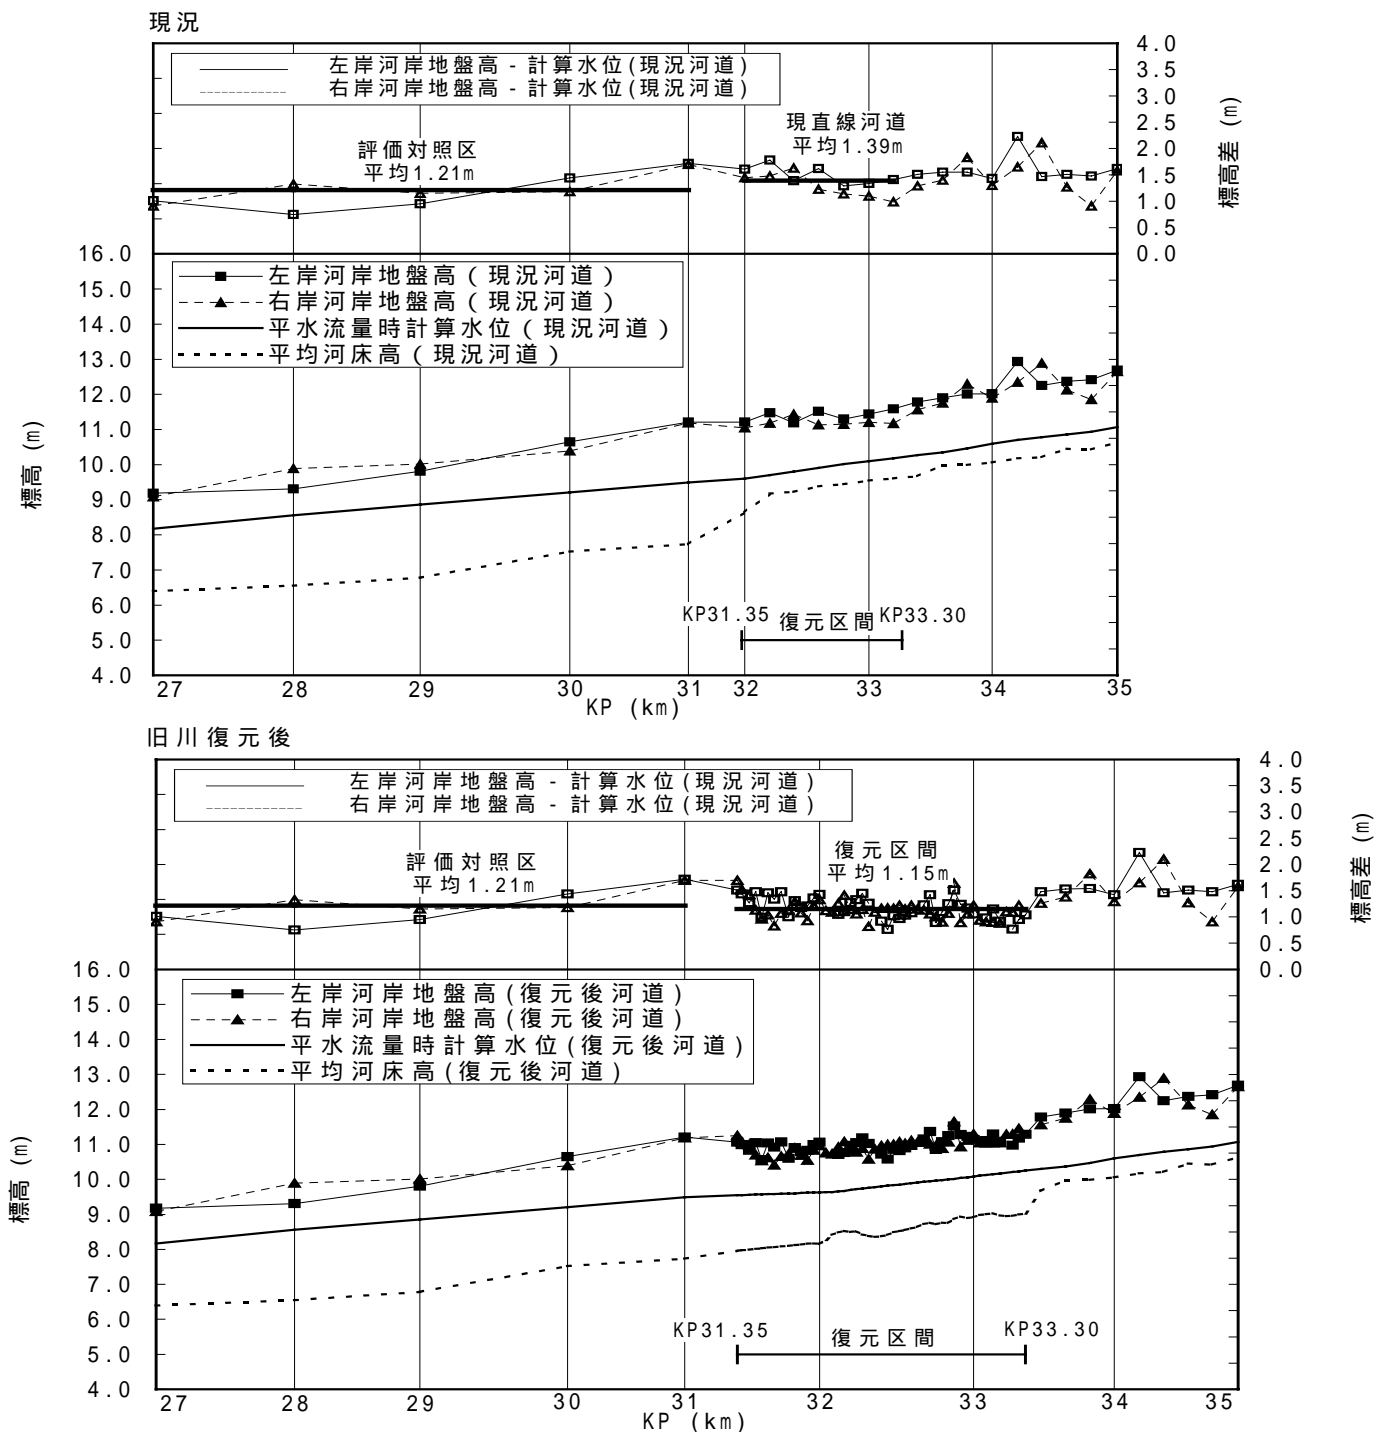 現況
左岸河岸地盤高 - 計算水位(現況河道)
右岸河岸地盤高 - 計算水位(現況河道)
評価対照区
平均1.21m
現直線河道
平均1.39m
4.0
3.5
3.0
2.5
2.0
1.5
1.0
0.5
0.0
標高差 (m)
左岸河岸地盤高 (現況河道)
右岸河岸地盤高 (現況河道)
平水流量時計算水位 (現況河道)
平均河床高 (現況河道)
16.0
15.0
14.0
13.0
12.0
11.0
10.0
9.0
8.0
7.0
6.0
5.0
4.0
標高 (m)
KP31.35
復元区間
KP33.30
27 28 29 30 31 32 33 34 35
KP (km)
旧川復元後
左岸河岸地盤高 - 計算水位(現況河道)
右岸河岸地盤高 - 計算水位(現況河道)
評価対照区
平均1.21m
復元区間
平均1.15m
4.0
3.5
3.0
2.5
2.0
1.5
1.0
0.5
0.0
標高差 (m)
左岸河岸地盤高(復元後河道)
右岸河岸地盤高(復元後河道)
平水流量時計算水位(復元後河道)
平均河床高(復元後河道)
16.0
15.0
14.0
13.0
12.0
11.0
10.0
9.0
8.0
7.0
6.0
5.0
4.0
標高 (m)
KP31.35
復元区間
KP33.30
27 28 29 30 31 32 33 34 35
KP (km)